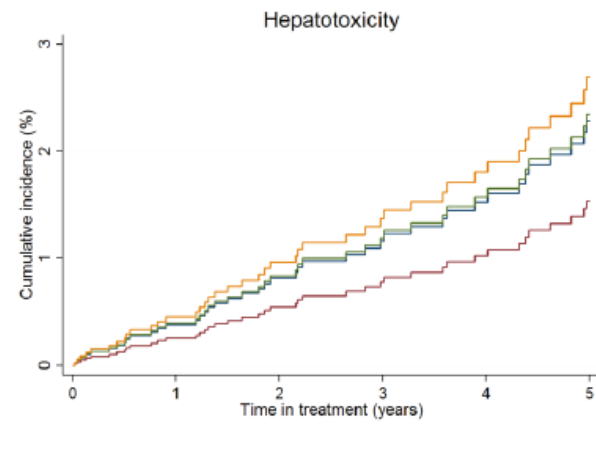 Hepatotoxicity
3
2
1
0
Cumulative incidence (%)
0 1 2 3 4 5
Time in treatment (years)